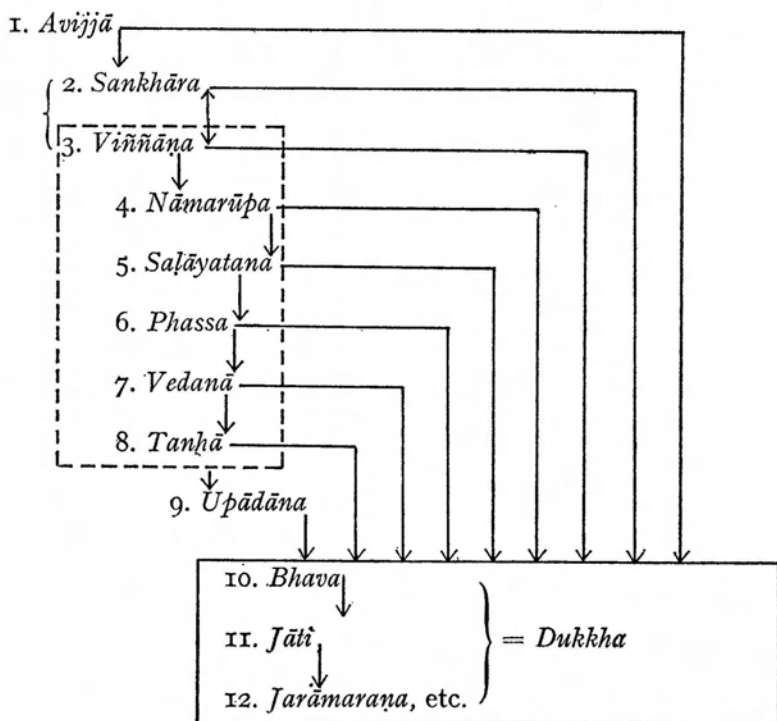 1. Avijjā
2. Sankhāra
3. Viññāṇa
4. Nāmarūpa
5. Saḷāyatana
6. Phassa
7. Vedanā
8. Taṇhā
9. Upādāna
10. Bhava
11. Jāti
= Dukkha
12. Jarāmaraṇa, etc.